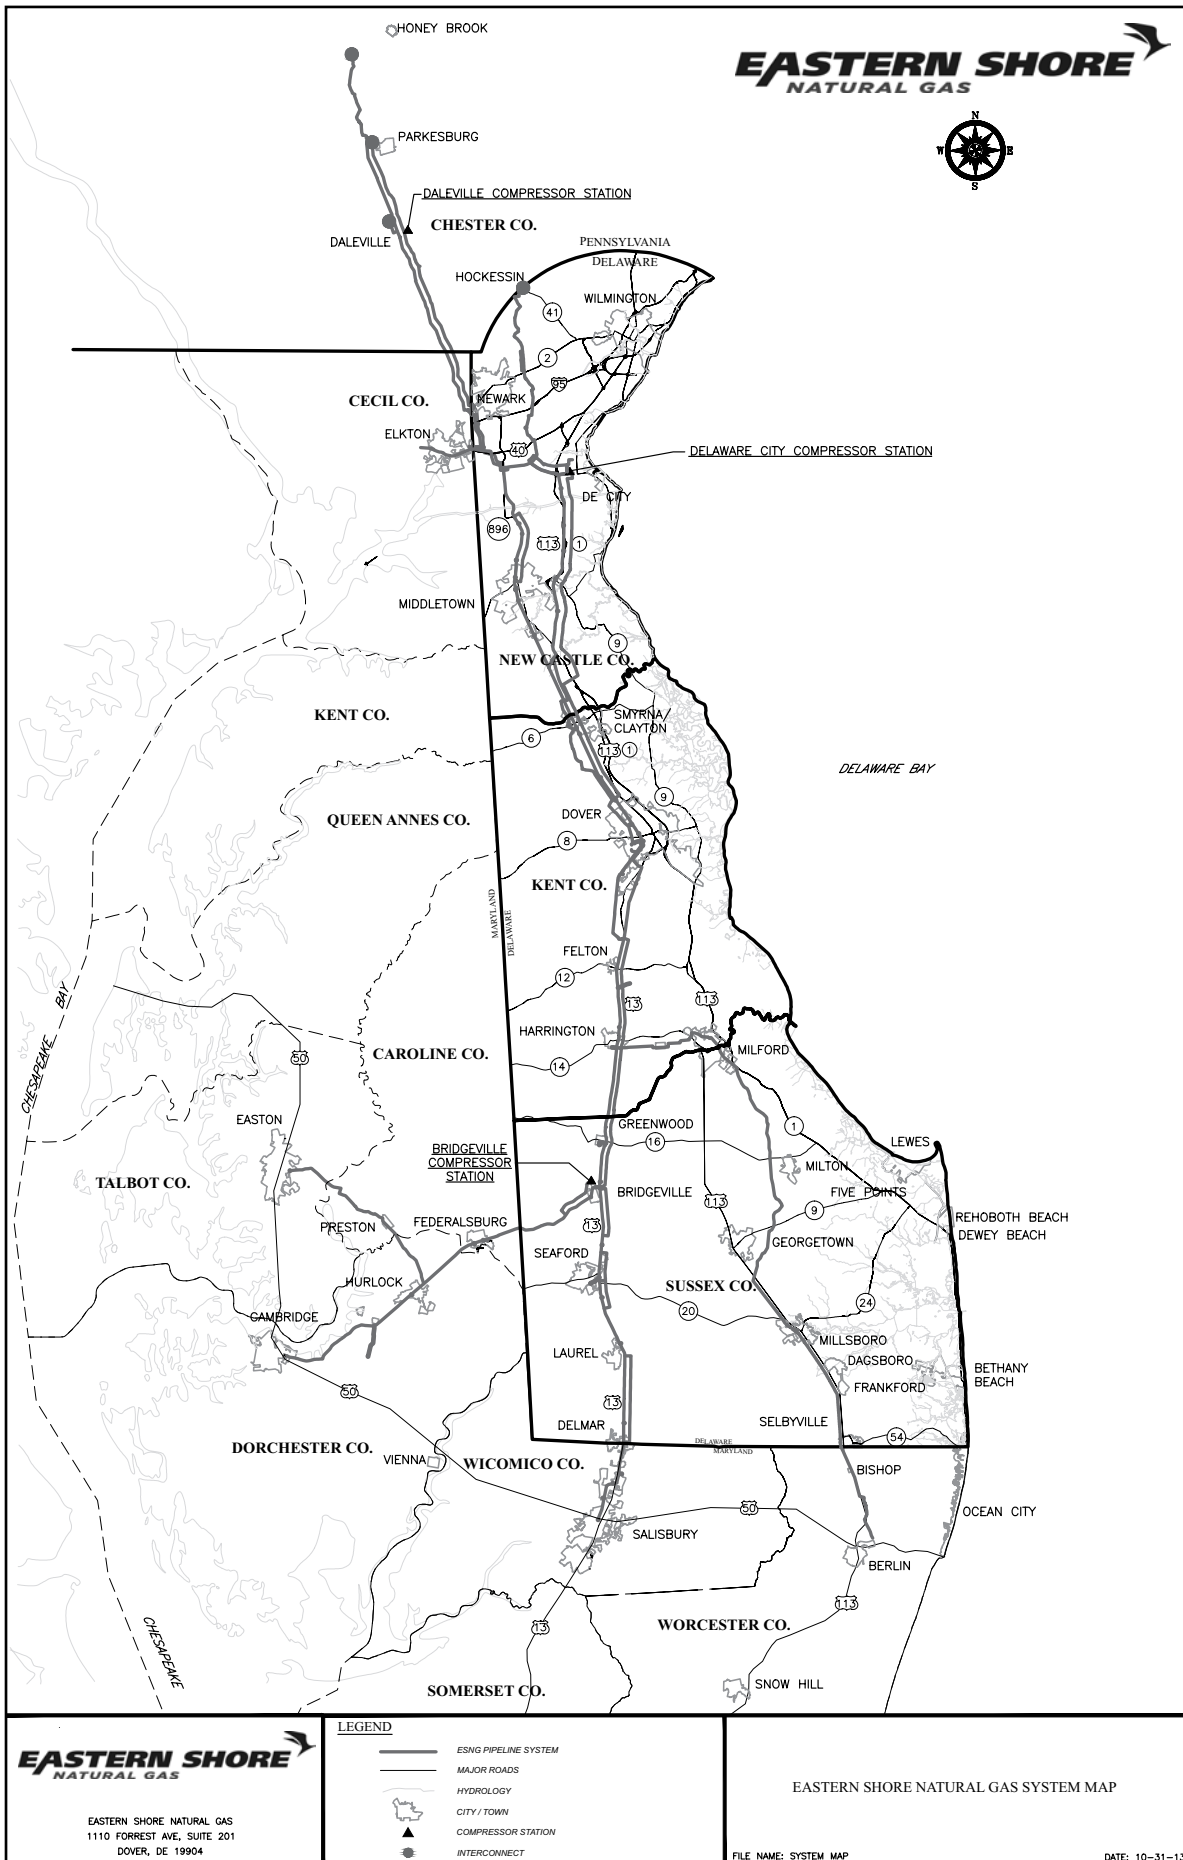 HONEY BROOK
EASTERN SHORE
NATURAL GAS
N
W
E
S
PARKESBURG
DALEVILLE COMPRESSOR STATION
CHESTER CO.
DALEVILLE
PENNSYLVANIA
DELAWARE
HOCKESSIN
WILMINGTON
41
2
95
CECIL CO.
NEWARK
ELKTON
40
DELAWARE CITY COMPRESSOR STATION
DE CITY
896
113
1
MIDDLETOWN
9
NEW CASTLE CO.
KENT CO.
SMYRNA/
CLAYTON
6
113
1
DELAWARE BAY
9
QUEEN ANNES CO.
DOVER
8
KENT CO.
MARYLAND
DELAWARE
FELTON
12
CHESAPEAKE BAY
13
113
HARRINGTON
50
CAROLINE CO.
MILFORD
14
EASTON
GREENWOOD
1
16
LEWES
BRIDGEVILLE
COMPRESSOR
STATION
MILTON
TALBOT CO.
BRIDGEVILLE
113
FIVE POINTS
9
REHOBOTH BEACH
DEWEY BEACH
PRESTON
FEDERALSBURG
13
GEORGETOWN
SEAFORD
HURLOCK
SUSSEX CO.
20
24
CAMBRIDGE
MILLSBORO
LAUREL
DAGSBORO
BETHANY
BEACH
FRANKFORD
50
13
DELMAR
SELBYVILLE
54
DELAWARE
MARYLAND
DORCHESTER CO.
VIENNA
WICOMICO CO.
BISHOP
50
OCEAN CITY
SALISBURY
BERLIN
113
13
WORCESTER CO.
CHESAPEAKE
SNOW HILL
SOMERSET CO.
EASTERN SHORE
NATURAL GAS
EASTERN SHORE NATURAL GAS
1110 FORREST AVE, SUITE 201
DOVER, DE 19904
LEGEND
ESNG PIPELINE SYSTEM
MAJOR ROADS
HYDROLOGY
CITY / TOWN
COMPRESSOR STATION
INTERCONNECT
EASTERN SHORE NATURAL GAS SYSTEM MAP
FILE NAME: SYSTEM MAP
DATE: 10-31-13